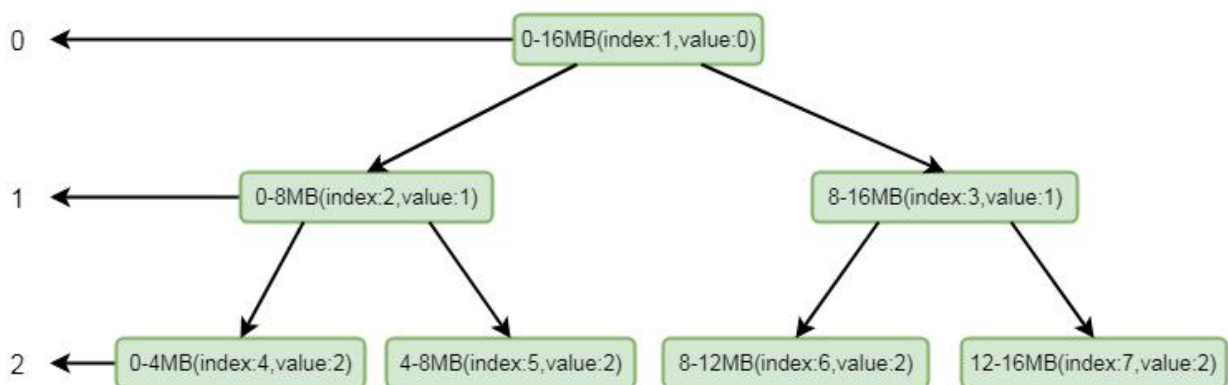 0 0-16MB(index:1,value:0)
1 0-8MB(index:2,value:1) 8-16MB(index:3,value:1)
2 0-4MB(index:4,value:2) 4-8MB(index:5,value:2) 8-12MB(index:6,value:2) 12-16MB(index:7,value:2)